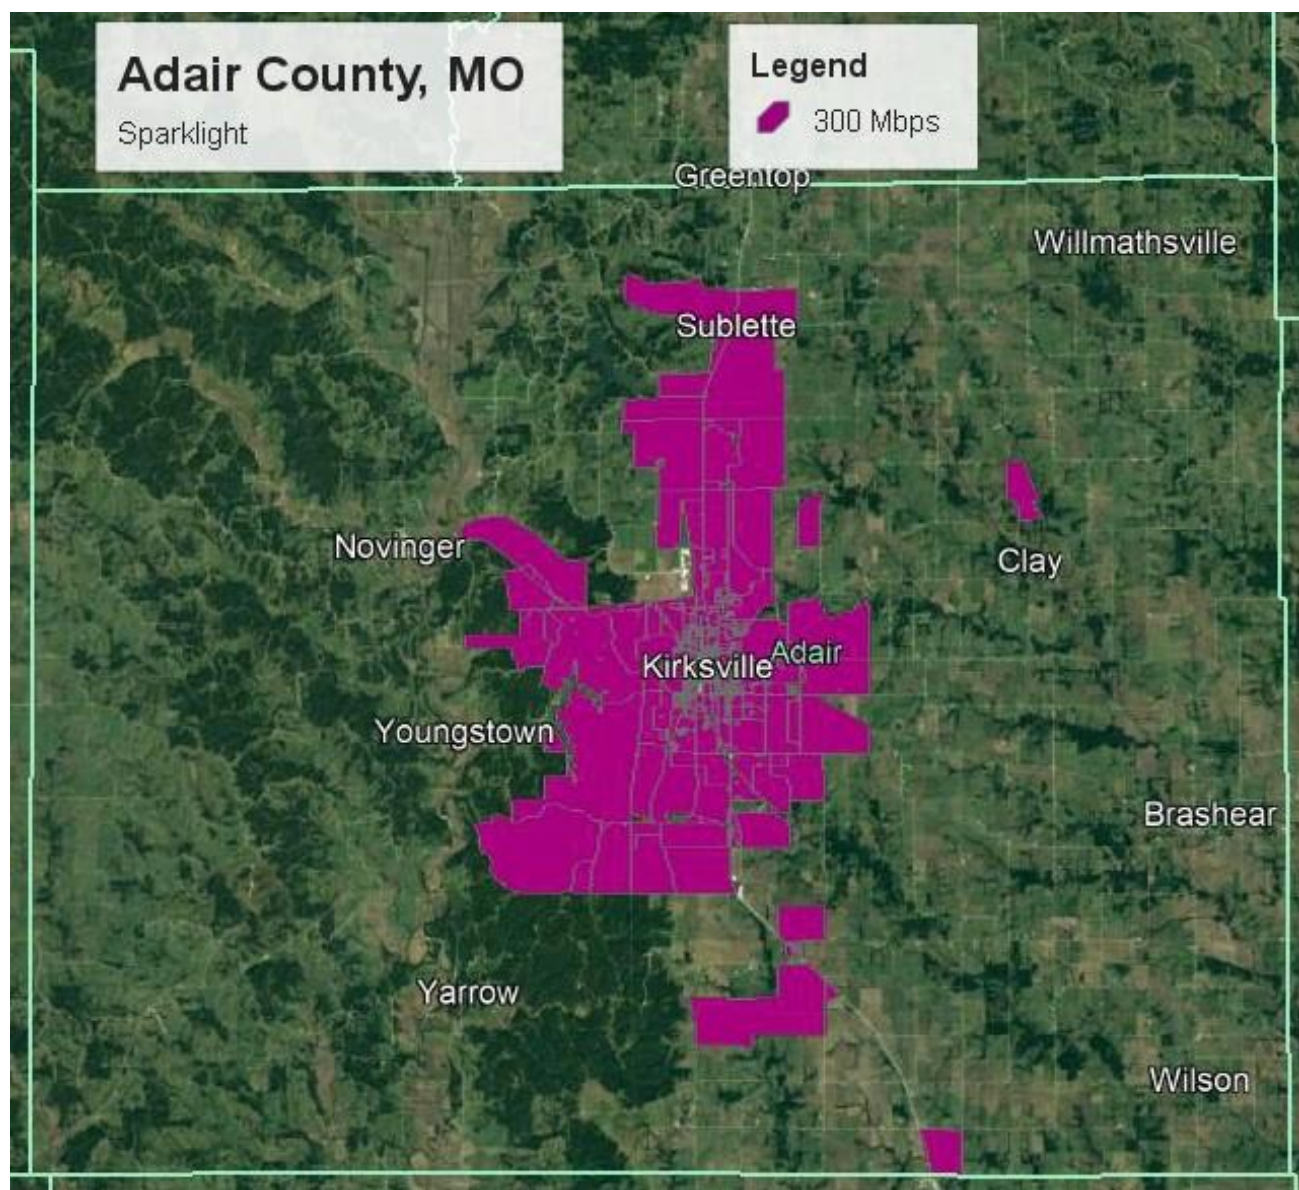 Adair County, MO
Sparklight
Legend
300 Mbps
Greentop
Willmathsville
Sublette
Novinger
Clay
Kirksville
Adair
Youngstown
Brashear
Yarrow
Wilson